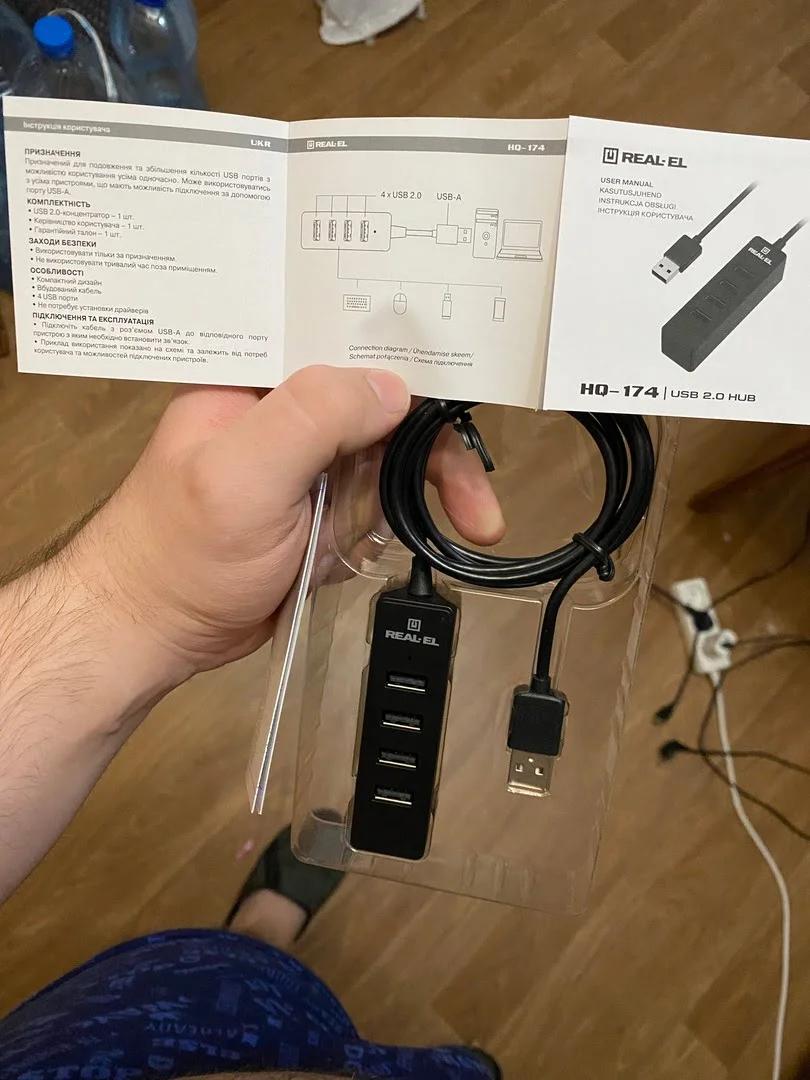 Інструкція користувача
UKR
ПРИЗНАЧЕННЯ
Призначений для подовження та збільшення кількості USB портів з
можливістю користування усіма одночасно. Може використовуватись
з усіма пристроями, що мають можливість підключення за допомогою
порту USB-A.
КОМПЛЕКТНІСТЬ
• USB 2.0-концентратор – 1 шт.
• Керівництво користувача – 1 шт.
• Гарантійний талон – 1 шт.
ЗАХОДИ БЕЗПЕКИ
• Використовувати тільки за призначенням.
• Не використовувати тривалий час поза приміщенням.
ОСОБЛИВОСТІ
• Компактний дизайн
• Вбудований кабель
• 4 USB порти
• Не потребує установки драйверів
ПІДКЛЮЧЕННЯ ТА ЕКСПЛУАТАЦІЯ
• Підключіть кабель з роз'ємом USB-A до відповідного порту
пристрою з яким необхідно встановити зв'язок.
• Приклад використання показано на схемі та залежить від потреб
користувача та можливостей підключених пристроїв.
REAL-EL
HQ-174
4 x USB 2.0
USB-A
Connection diagram / Ühendamise skeem/
Schemat połączenia / Схема підключення
REAL-EL
USER MANUAL
KASUTUSJUHEND
INSTRUKCJA OBSŁUGI
ІНСТРУКЦІЯ КОРИСТУВАЧА
REAL-EL
HQ-174 | USB 2.0 HUB
REAL-EL
ALREADY